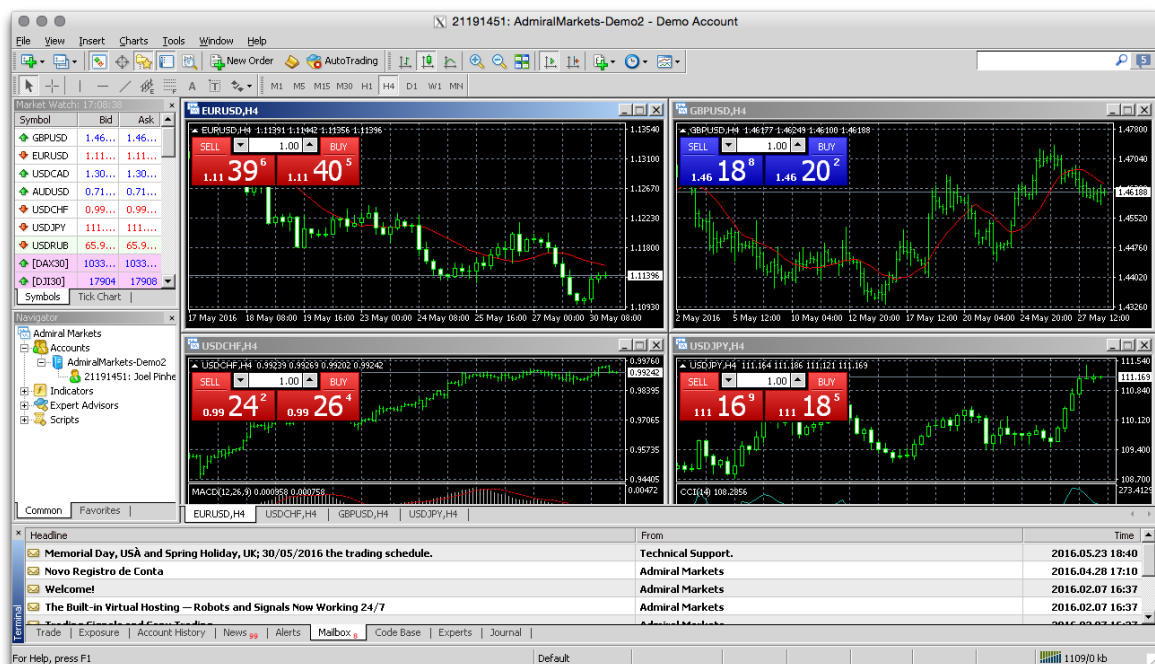 21191451: AdmiralMarkets-Demo2 - Demo Account
File View Insert Charts Tools Window Help
New Order AutoTrading 5
M1 M5 M15 M30 H1 H4 D1 W1 MN
Market Watch: 17:08:38
Symbol Bid Ask
GBPUSD 1.46... 1.46...
EURUSD 1.11... 1.11...
USDCAD 1.30... 1.30...
AUDUSD 0.71... 0.71...
USDCHF 0.99... 0.99...
USDJPY 111.... 111....
USDRUB 65.9... 65.9...
[DAX30] 1033... 1033...
[DJI30] 17904 17908
Symbols Tick Chart
Navigator
Admiral Markets
Accounts
AdmiralMarkets-Demo2
21191451: Joel Pinhe
Indicators
Expert Advisors
Scripts
Common Favorites
EURUSD,H4
EURUSD,H4 1.11391 1.11442 1.11356 1.11396
SELL 1.00 BUY
1.11 39 6 1.11 40 5
1.13540
1.13100
1.12670
1.12230
1.11800
1.11396
1.10930
17 May 2016 18 May 08:00 19 May 16:00 23 May 00:00 24 May 08:00 25 May 16:00 27 May 00:00 30 May 08:00
GBPUSD,H4
GBPUSD,H4 1.46177 1.46249 1.46100 1.46188
SELL 1.00 BUY
1.46 18 8 1.46 20 2
1.47800
1.47040
1.46188
1.45520
1.44760
1.44020
1.43260
2 May 2016 5 May 12:00 10 May 04:00 12 May 20:00 17 May 12:00 20 May 04:00 24 May 20:00 27 May 12:00
USDCHF,H4
USDCHF,H4 0.99239 0.99269 0.99202 0.99242
SELL 1.00 BUY
0.99 24 2 0.99 26 4
0.99760
0.99242
0.98395
0.97065
0.95735
0.94405
MACD(12,26,9) 0.000958 0.000758
0.00472
USDJPY,H4
USDJPY,H4 111.164 111.186 111.121 111.169
SELL 1.00 BUY
111 16 9 111 18 5
111.540
111.169
110.840
110.120
109.400
108.700
CCI(14) 108.2856
273.4129
EURUSD,H4 USDCHF,H4 GBPUSD,H4 USDJPY,H4
Headline From Time
Memorial Day, USÀ and Spring Holiday, UK; 30/05/2016 the trading schedule. Technical Support. 2016.05.23 18:40
Novo Registro de Conta Admiral Markets 2016.04.28 17:10
Welcome! Admiral Markets 2016.02.07 16:37
The Built-in Virtual Hosting — Robots and Signals Now Working 24/7 Admiral Markets 2016.02.07 16:37
Terminal
Trade Exposure Account History News 99 Alerts Mailbox 6 Code Base Experts Journal
For Help, press F1 Default 1109/0 kb